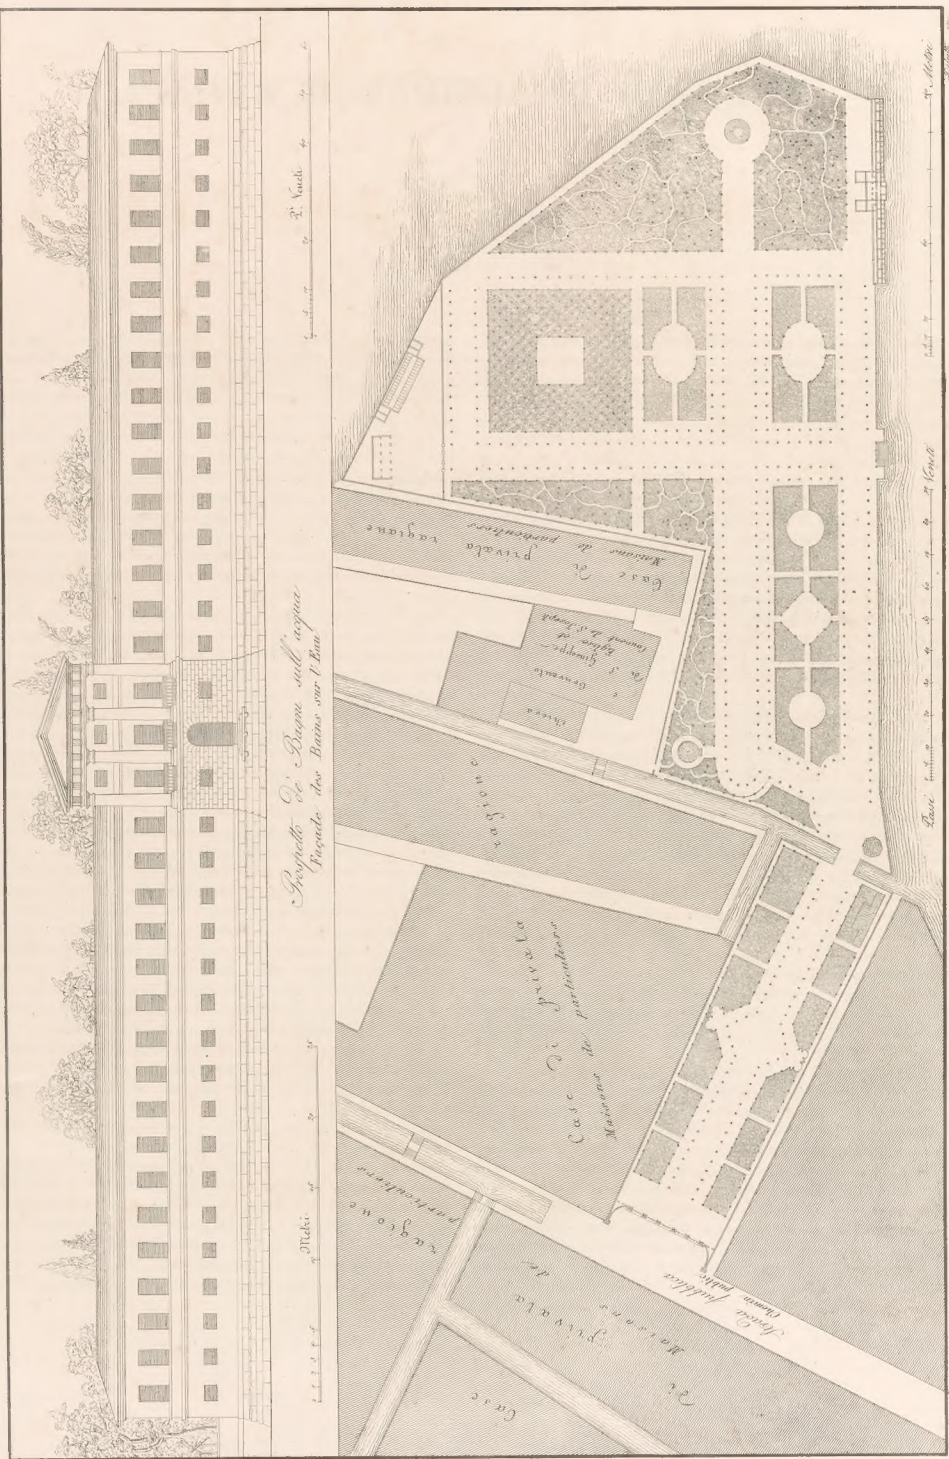 Prospetto de' Bagni sull' acqua
Façade des Bains sur l'Eau
Metri
P. Veneti
Passi
Veneti
Metri
Case di privata ragione
Maisons de particuliers
Chiesa
e Convento
di S. Giuseppe
Eglise et
Couvent de S. Joseph
Case di privata
ragione
Maisons de particuliers
Case
di privata
ragione
Maisons de
particuliers
Strada pubblica
Chemin public